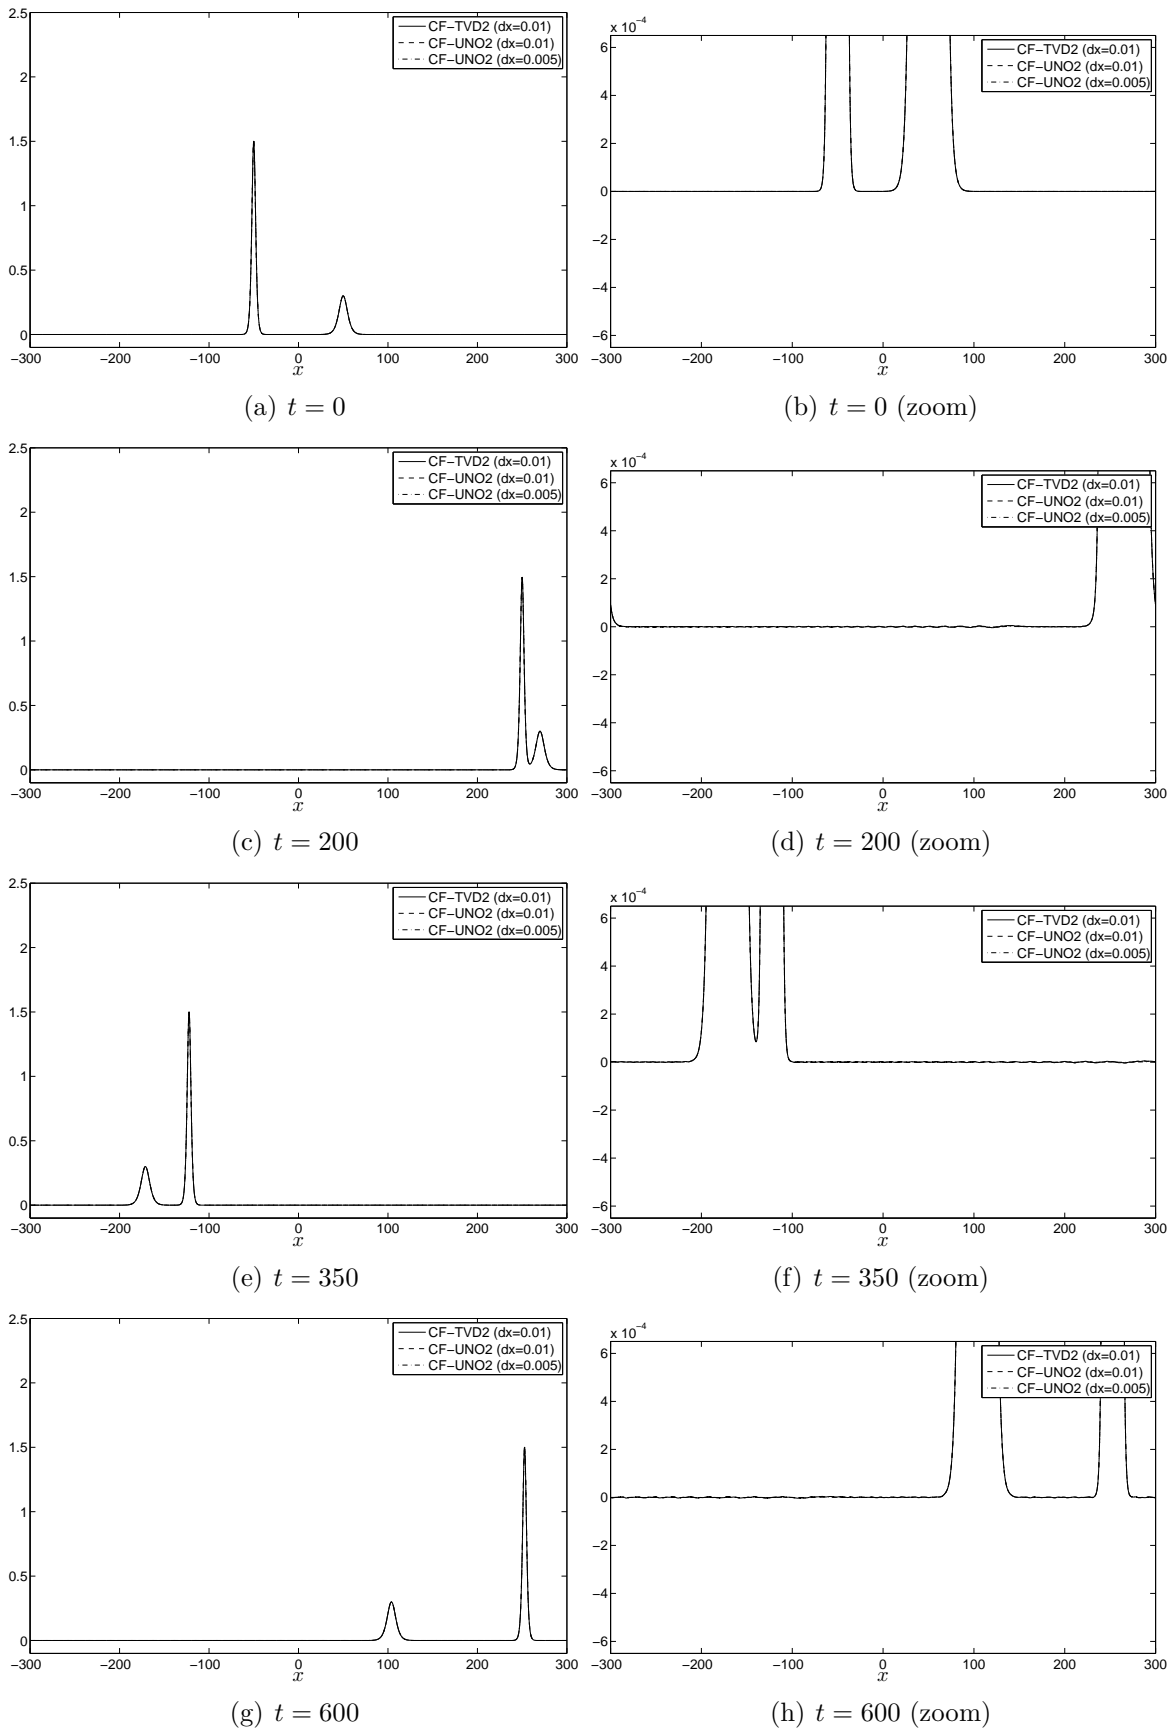 2.5
2
1.5
1
0.5
0
−300
−200
−100
0
100
200
300
x
CF−TVD2 (dx=0.01)
CF−UNO2 (dx=0.01)
CF−UNO2 (dx=0.005)
(a) t = 0
x 10−4
6
4
2
0
−2
−4
−6
−300
−200
−100
0
100
200
300
x
CF−TVD2 (dx=0.01)
CF−UNO2 (dx=0.01)
CF−UNO2 (dx=0.005)
(b) t = 0 (zoom)
2.5
2
1.5
1
0.5
0
−300
−200
−100
0
100
200
300
x
CF−TVD2 (dx=0.01)
CF−UNO2 (dx=0.01)
CF−UNO2 (dx=0.005)
(c) t = 200
x 10−4
6
4
2
0
−2
−4
−6
−300
−200
−100
0
100
200
300
x
CF−TVD2 (dx=0.01)
CF−UNO2 (dx=0.01)
CF−UNO2 (dx=0.005)
(d) t = 200 (zoom)
2.5
2
1.5
1
0.5
0
−300
−200
−100
0
100
200
300
x
CF−TVD2 (dx=0.01)
CF−UNO2 (dx=0.01)
CF−UNO2 (dx=0.005)
(e) t = 350
x 10−4
6
4
2
0
−2
−4
−6
−300
−200
−100
0
100
200
300
x
CF−TVD2 (dx=0.01)
CF−UNO2 (dx=0.01)
CF−UNO2 (dx=0.005)
(f) t = 350 (zoom)
2.5
2
1.5
1
0.5
0
−300
−200
−100
0
100
200
300
x
CF−TVD2 (dx=0.01)
CF−UNO2 (dx=0.01)
CF−UNO2 (dx=0.005)
(g) t = 600
x 10−4
6
4
2
0
−2
−4
−6
−300
−200
−100
0
100
200
300
x
CF−TVD2 (dx=0.01)
CF−UNO2 (dx=0.01)
CF−UNO2 (dx=0.005)
(h) t = 600 (zoom)